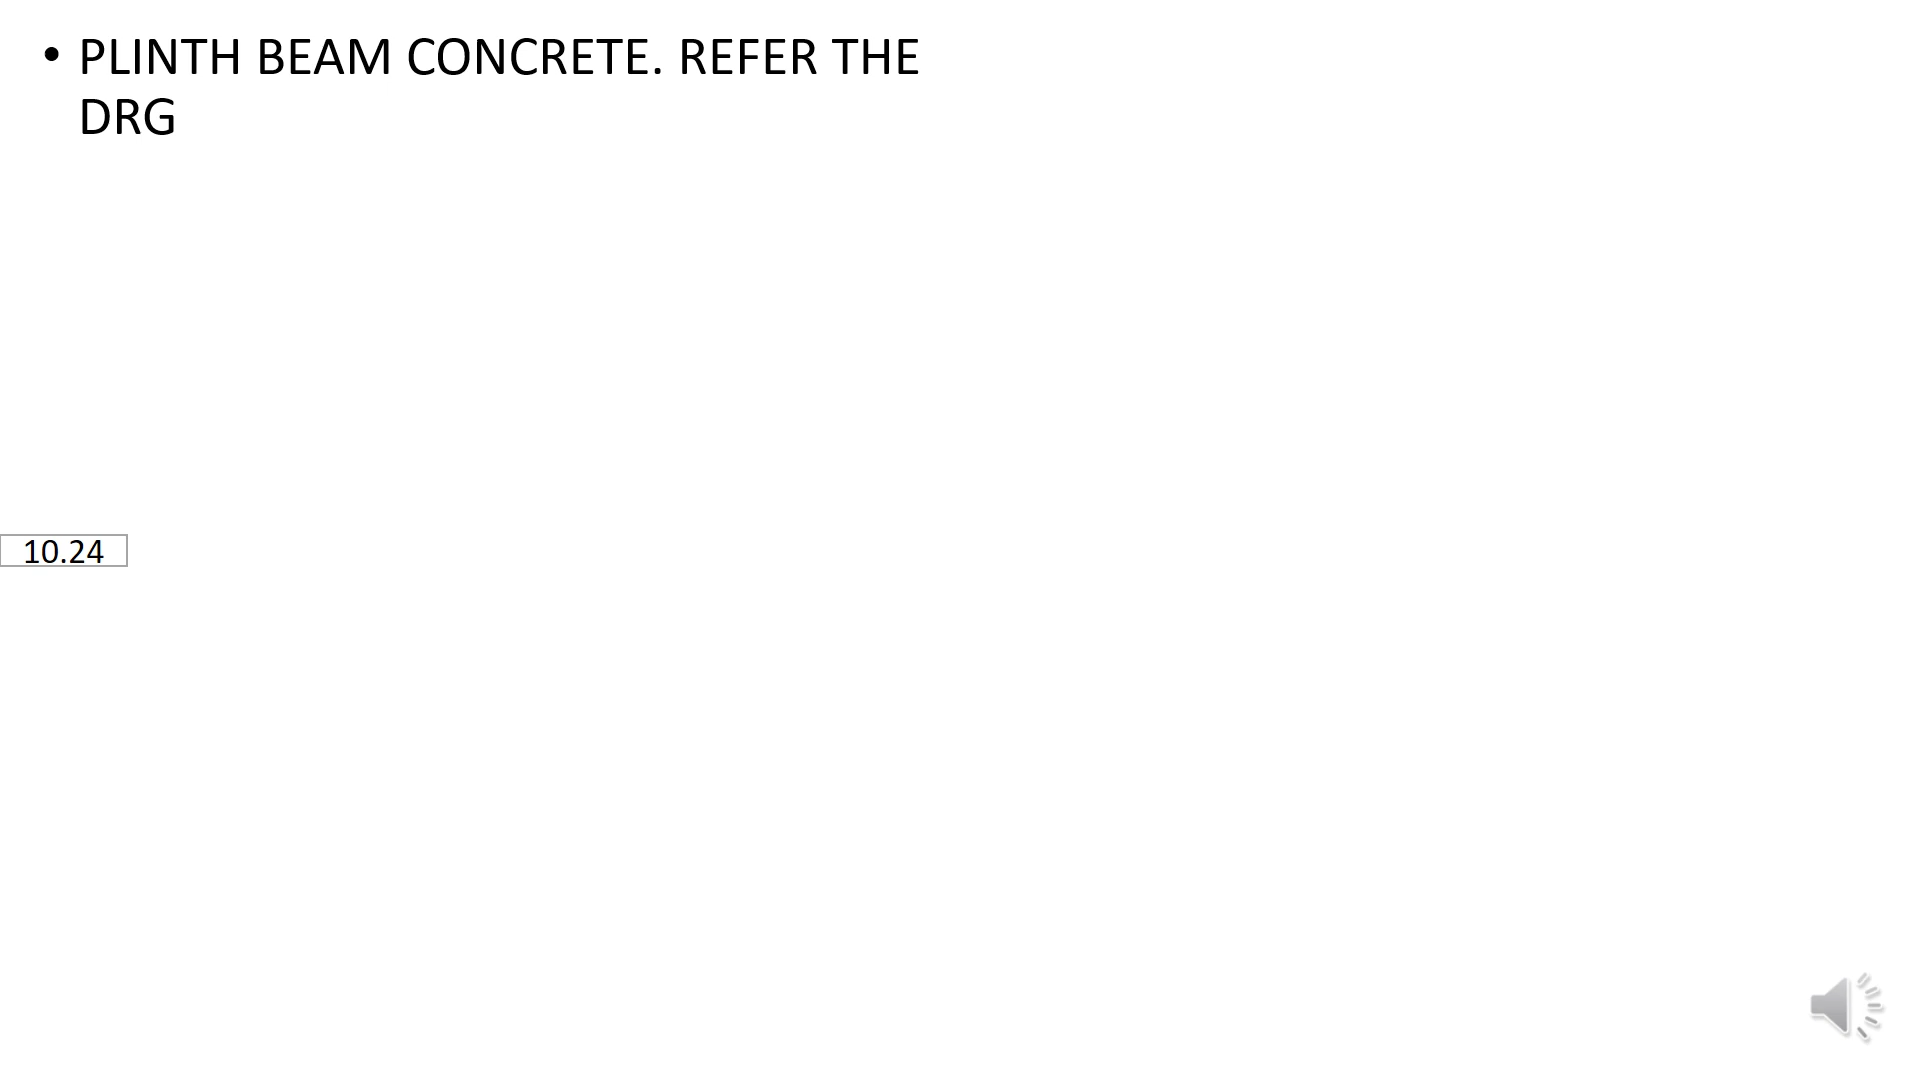 • PLINTH BEAM CONCRETE. REFER THE
DRG
10.24